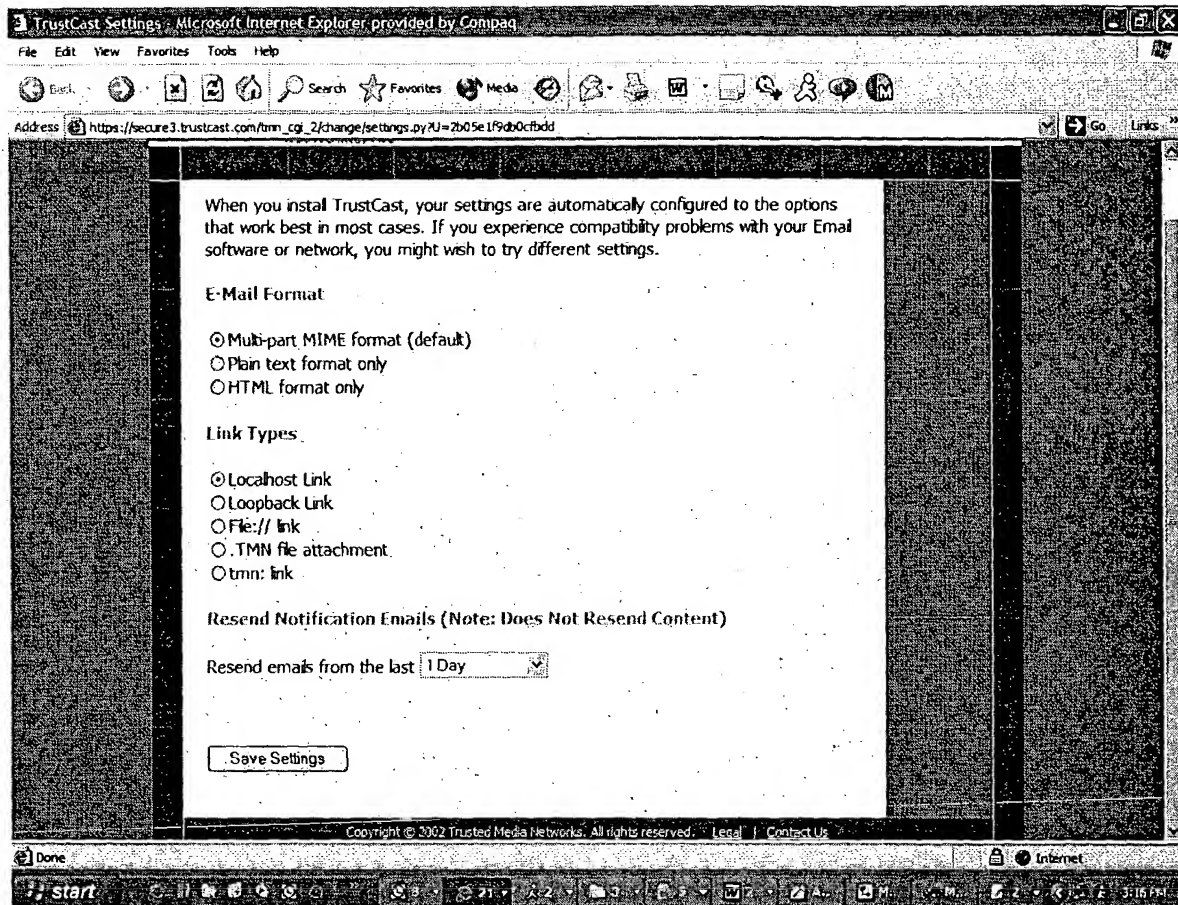 TrustCast Settings - Microsoft Internet Explorer provided by Compaq
File Edit View Favorites Tools Help
Back Search Favorites Media
Address https://secure3.trustcast.com/tmn_cgi_2/change/settings.py?U=2b05e1f9db0cfbdd Go Links »
When you install TrustCast, your settings are automatically configured to the options
that work best in most cases. If you experience compatibility problems with your Email
software or network, you might wish to try different settings.
E-Mail Format
Multi-part MIME format (default)
Plain text format only
HTML format only
Link Types
Localhost Link
Loopback Link
File:// link
.TMN file attachment
tmn: link
Resend Notification Emails (Note: Does Not Resend Content)
Resend emails from the last 1 Day
Save Settings
Copyright © 2002 Trusted Media Networks. All rights reserved. Legal | Contact Us
Done Internet
start 3:16 PM